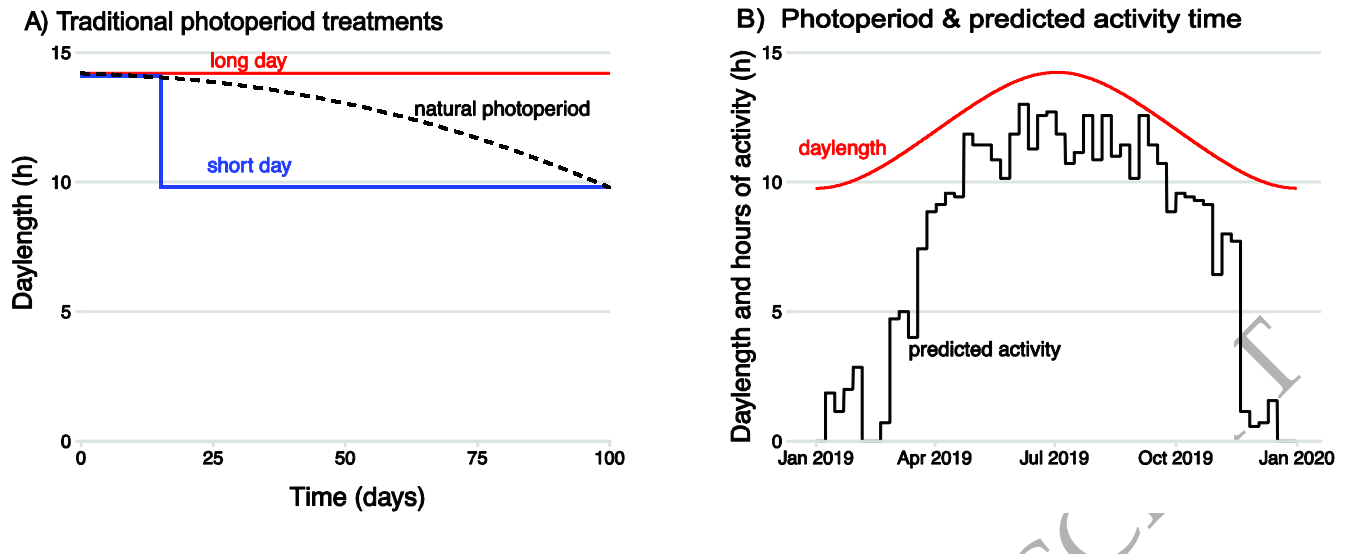 A) Traditional photoperiod treatments
15
10
5
0
Daylength (h)
long day
natural photoperiod
short day
0 25 50 75 100
Time (days)
B) Photoperiod & predicted activity time
15
10
5
0
Daylength and hours of activity (h)
daylength
predicted activity
Jan 2019 Apr 2019 Jul 2019 Oct 2019 Jan 2020